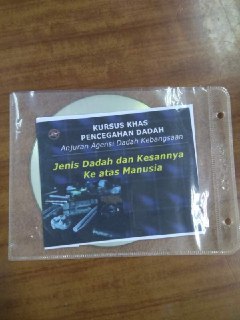 KURSUS KHAS
PENCEGAHAN DADAH
Anjuran Agensi Dadah Kebangsaan
Jenis Dadah dan Kesannya
Ke atas Manusia